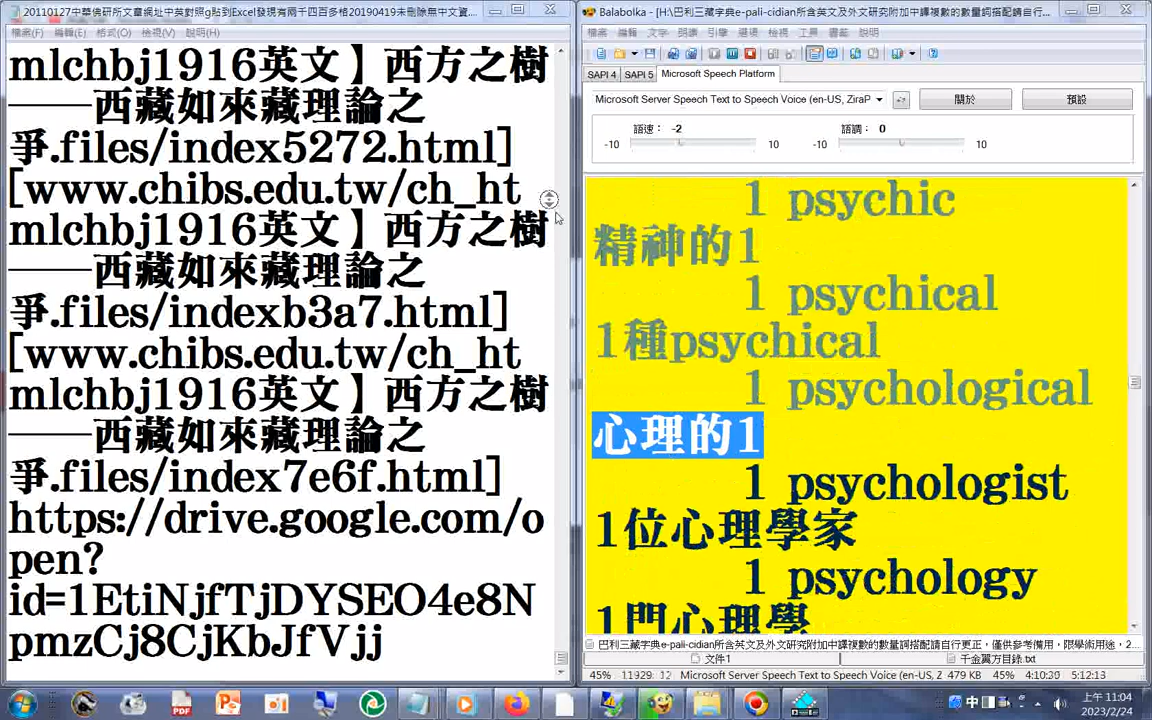 20110127中華佛研所文章網址中英對照g點到Excel發現有兩千四百多格20190419未刪除無中文資...
檔案(F) 編輯(E) 格式(O) 檢視(V) 說明(H)
mlchbj1916英文】西方之樹
——西藏如來藏理論之
爭.files/index5272.html]
[www.chibs.edu.tw/ch_ht
mlchbj1916英文】西方之樹
——西藏如來藏理論之
爭.files/indexb3a7.html]
[www.chibs.edu.tw/ch_ht
mlchbj1916英文】西方之樹
——西藏如來藏理論之
爭.files/index7e6f.html]
https://drive.google.com/o
pen?
id=1EtiNjfTjDYSEO4e8N
pmzCj8CjKbJfVjj
Balabolka - [H:\巴利三藏字典e-pali-cidian所含英文及外文研究附加中譯複數的數量詞搭配請自行...
檔案 編輯 文字 朗讀 引擎 選項 檢視 工具 書籤 說明
SAPI 4 SAPI 5 Microsoft Speech Platform
Microsoft Server Speech Text to Speech Voice (en-US, ZiraP 關於 預設
語速： -2 語調： 0
-10 10 -10 10
1 psychic
精神的1
1 psychical
1種psychical
1 psychological
心理的1
1 psychologist
1位心理學家
1 psychology
1門心理學
巴利三藏字典e-pali-cidian所含英文及外文研究附加中譯複數的數量詞搭配請自行更正，僅供參考備用，限學術用途，2...
文件1 千金翼方目錄.txt
45% 11929: 12 Microsoft Server Speech Text to Speech Voice (en-US, Z 479 KB 45% 4:10:30 5:12:13
中
上午 11:04
2023/2/24